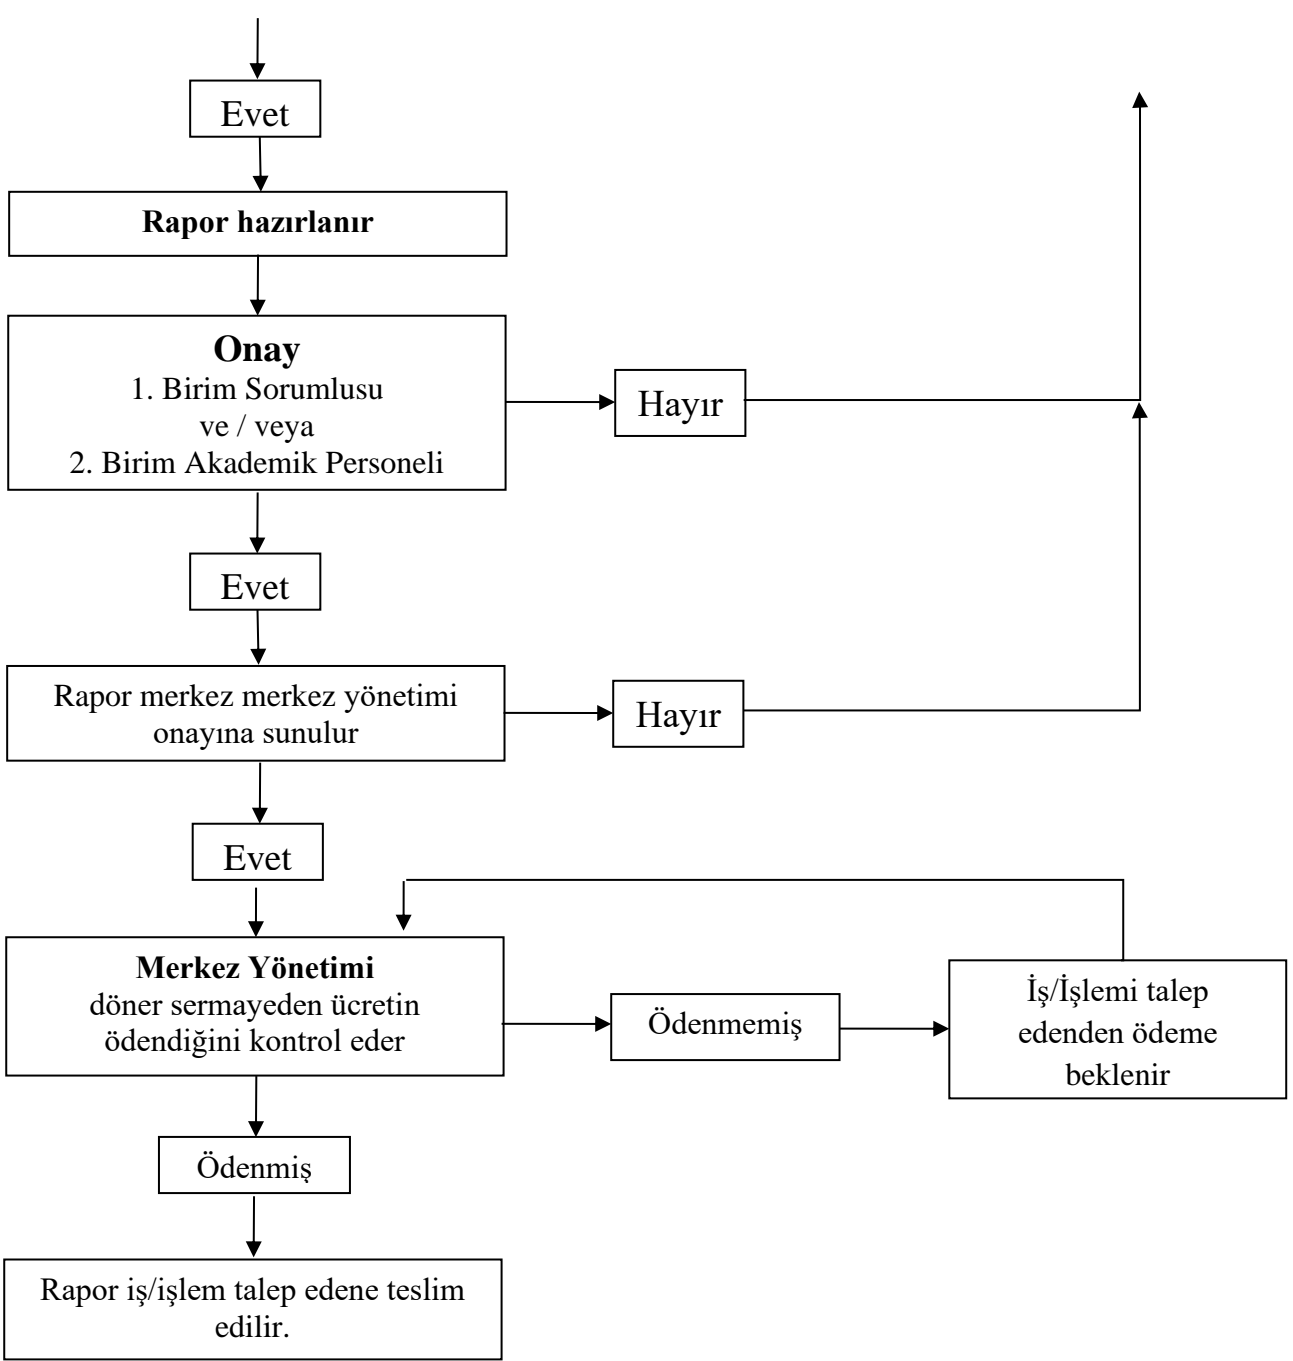 Evet
Rapor hazırlanır
Onay
1. Birim Sorumlusu
ve / veya
2. Birim Akademik Personeli
Hayır
Evet
Rapor merkez merkez yönetimi
onayına sunulur
Hayır
Evet
Merkez Yönetimi
döner sermayeden ücretin
ödendiğini kontrol eder
Ödenmemiş
İş/İşlemi talep
edenden ödeme
beklenir
Ödenmiş
Rapor iş/işlem talep edene teslim
edilir.